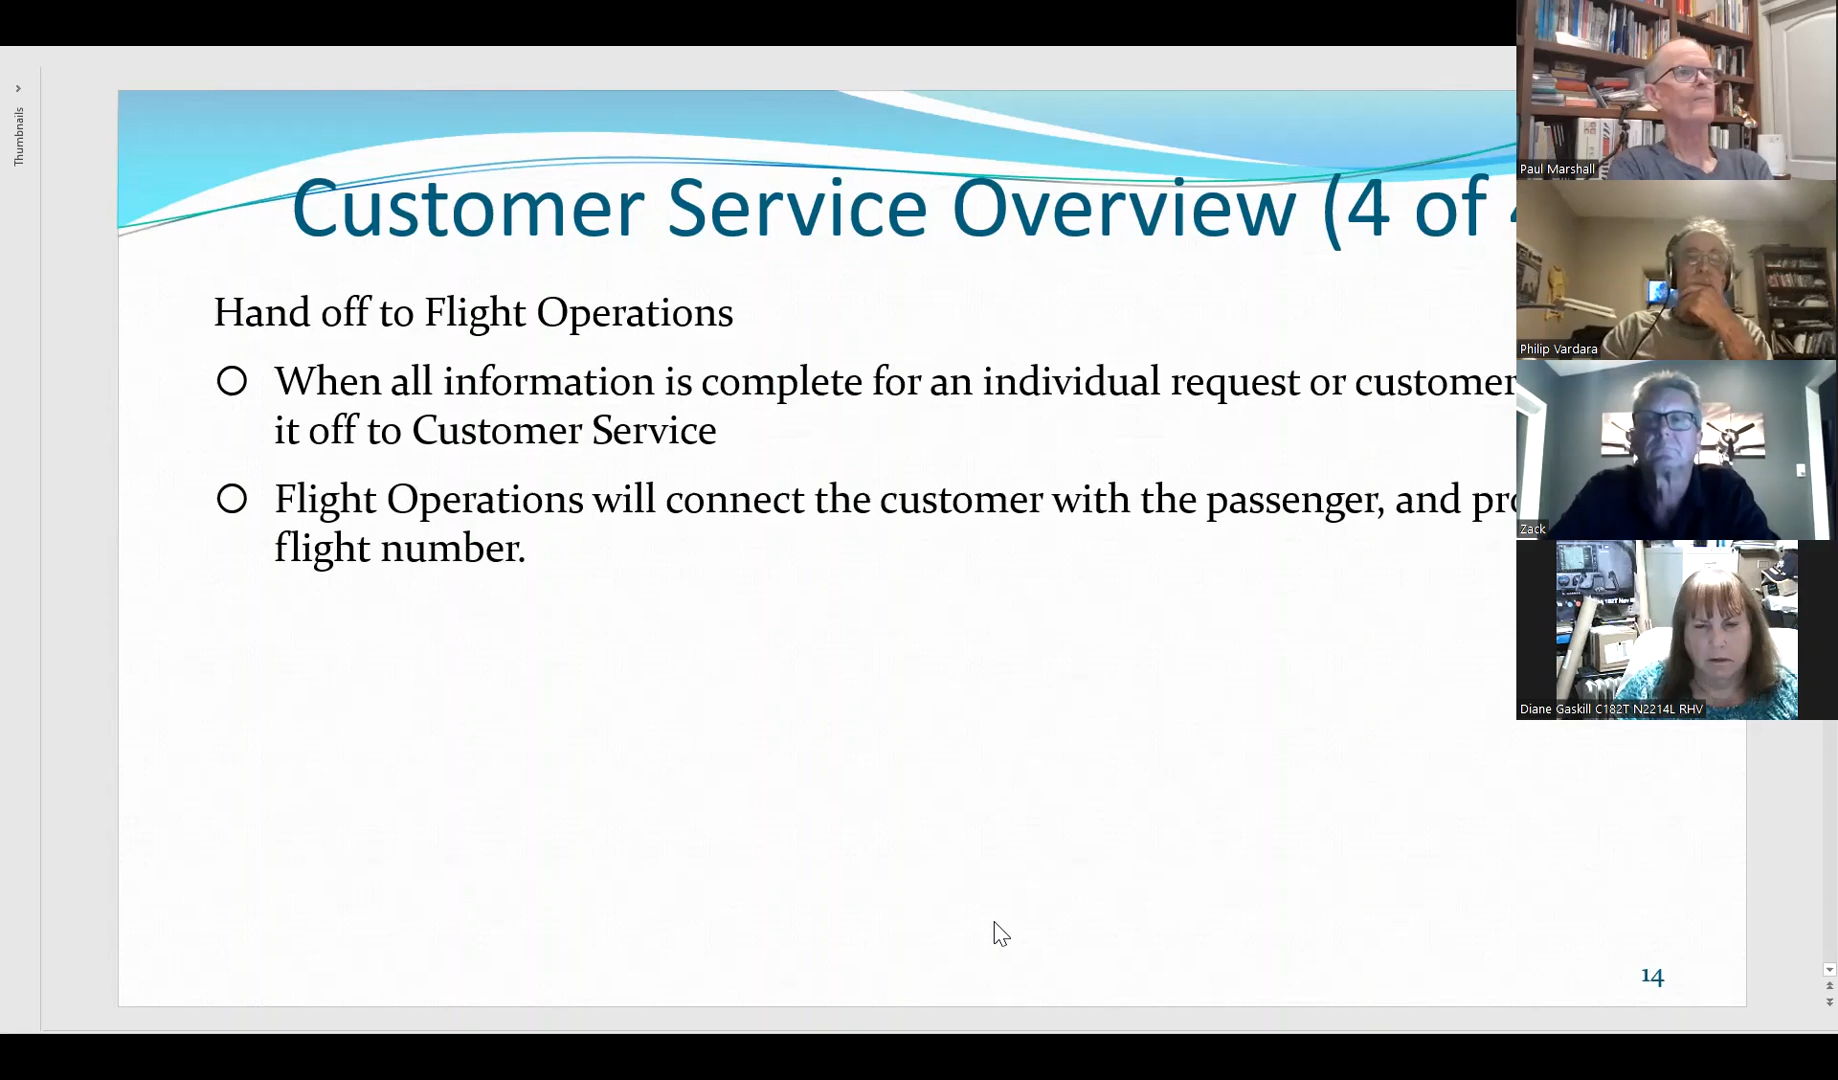 Thumbnails
Customer Service Overview (4 of
Hand off to Flight Operations
When all information is complete for an individual request or customer
it off to Customer Service
Flight Operations will connect the customer with the passenger, and
flight number.
14
Paul Marshall
Philip Vardara
Zack
Diane Gaskill C182T N2214L RHV